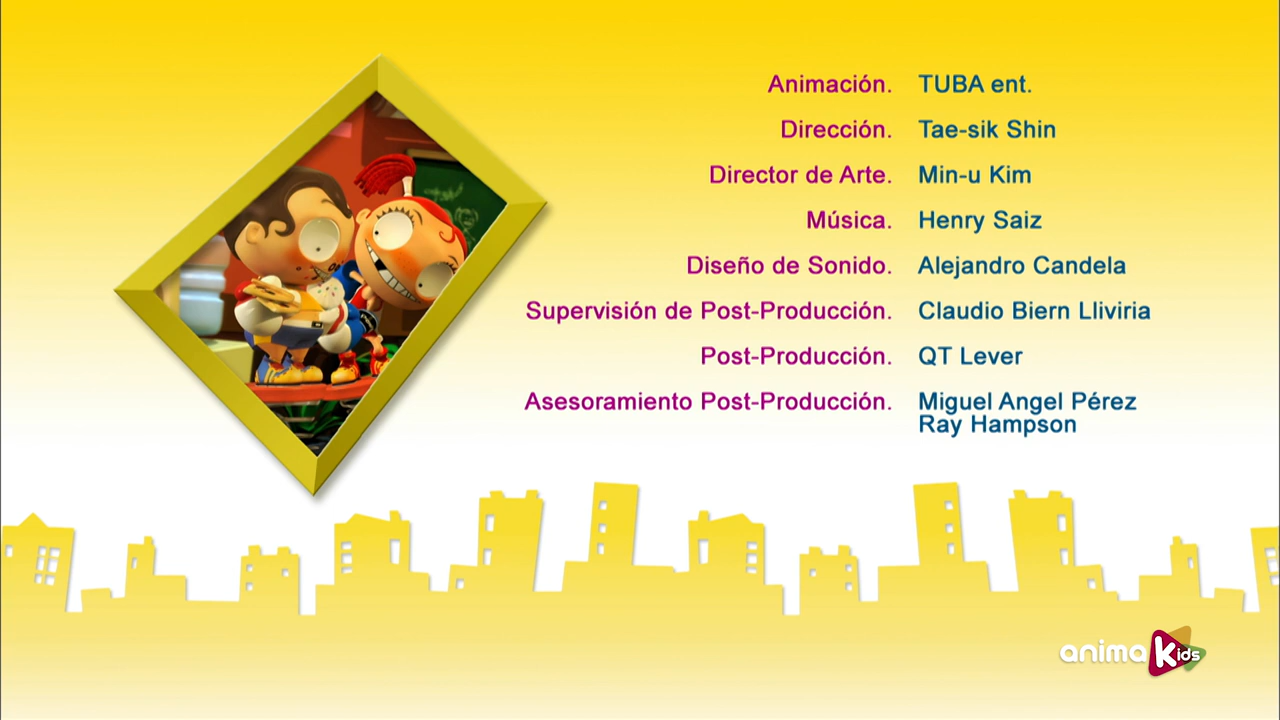 Animación. TUBA ent.
Dirección. Tae-sik Shin
Director de Arte. Min-u Kim
Música. Henry Saiz
Diseño de Sonido. Alejandro Candela
Supervisión de Post-Producción. Claudio Biern Lliviria
Post-Producción. QT Lever
Asesoramiento Post-Producción. Miguel Angel Pérez
Ray Hampson
anima Kids